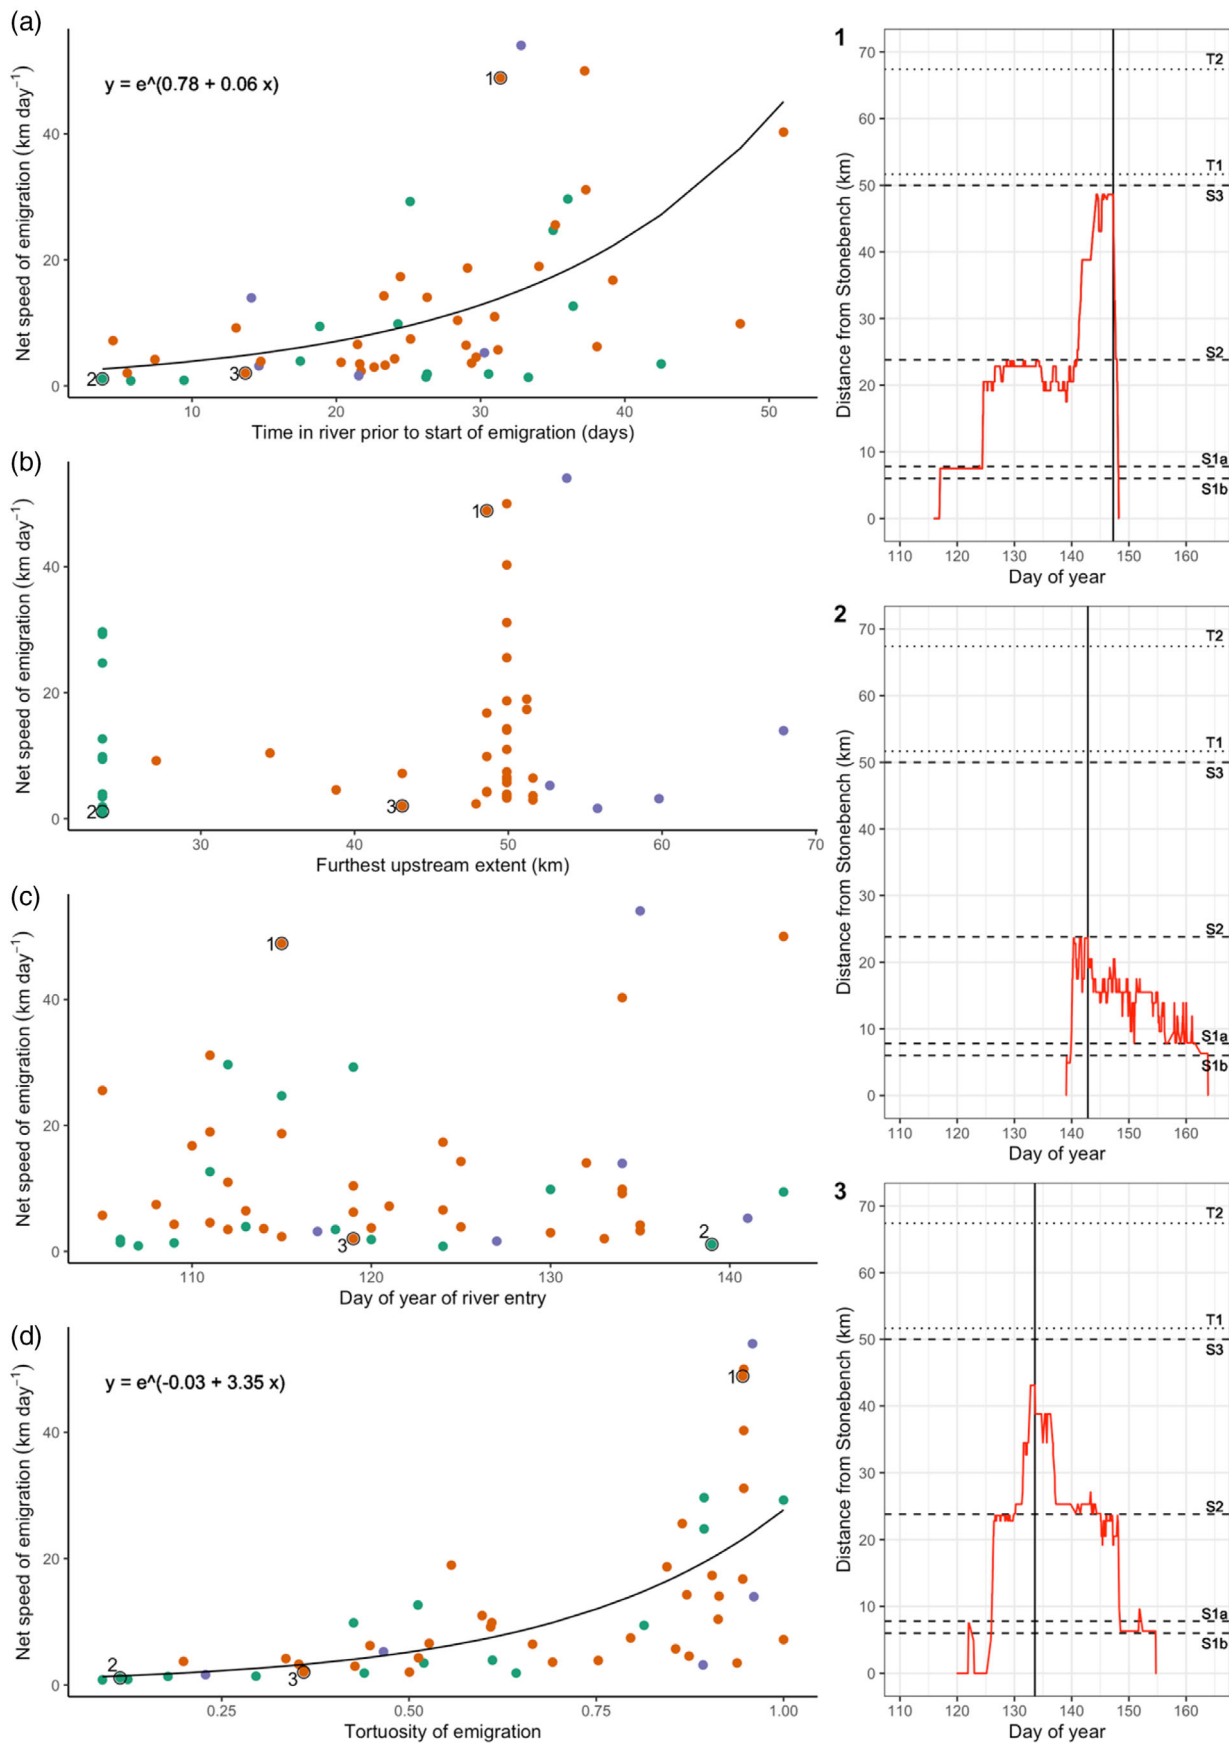 (a)
y = e^(0.78 + 0.06 x)
Net speed of emigration (km day⁻¹)
40
20
0
1
2
3
10 20 30 40 50
Time in river prior to start of emigration (days)
(b)
Net speed of emigration (km day⁻¹)
40
20
0
1
2
3
30 40 50 60 70
Furthest upstream extent (km)
(c)
Net speed of emigration (km day⁻¹)
40
20
0
1
2
3
110 120 130 140
Day of year of river entry
(d)
y = e^(-0.03 + 3.35 x)
Net speed of emigration (km day⁻¹)
40
20
0
1
2
3
0.25 0.50 0.75 1.00
Tortuosity of emigration
1
Distance from Stonebench (km)
70
60
50
40
30
20
10
0
T2
T1
S3
S2
S1a
S1b
110 120 130 140 150 160
Day of year
2
Distance from Stonebench (km)
70
60
50
40
30
20
10
0
T2
T1
S3
S2
S1a
S1b
110 120 130 140 150 160
Day of year
3
Distance from Stonebench (km)
70
60
50
40
30
20
10
0
T2
T1
S3
S2
S1a
S1b
110 120 130 140 150 160
Day of year